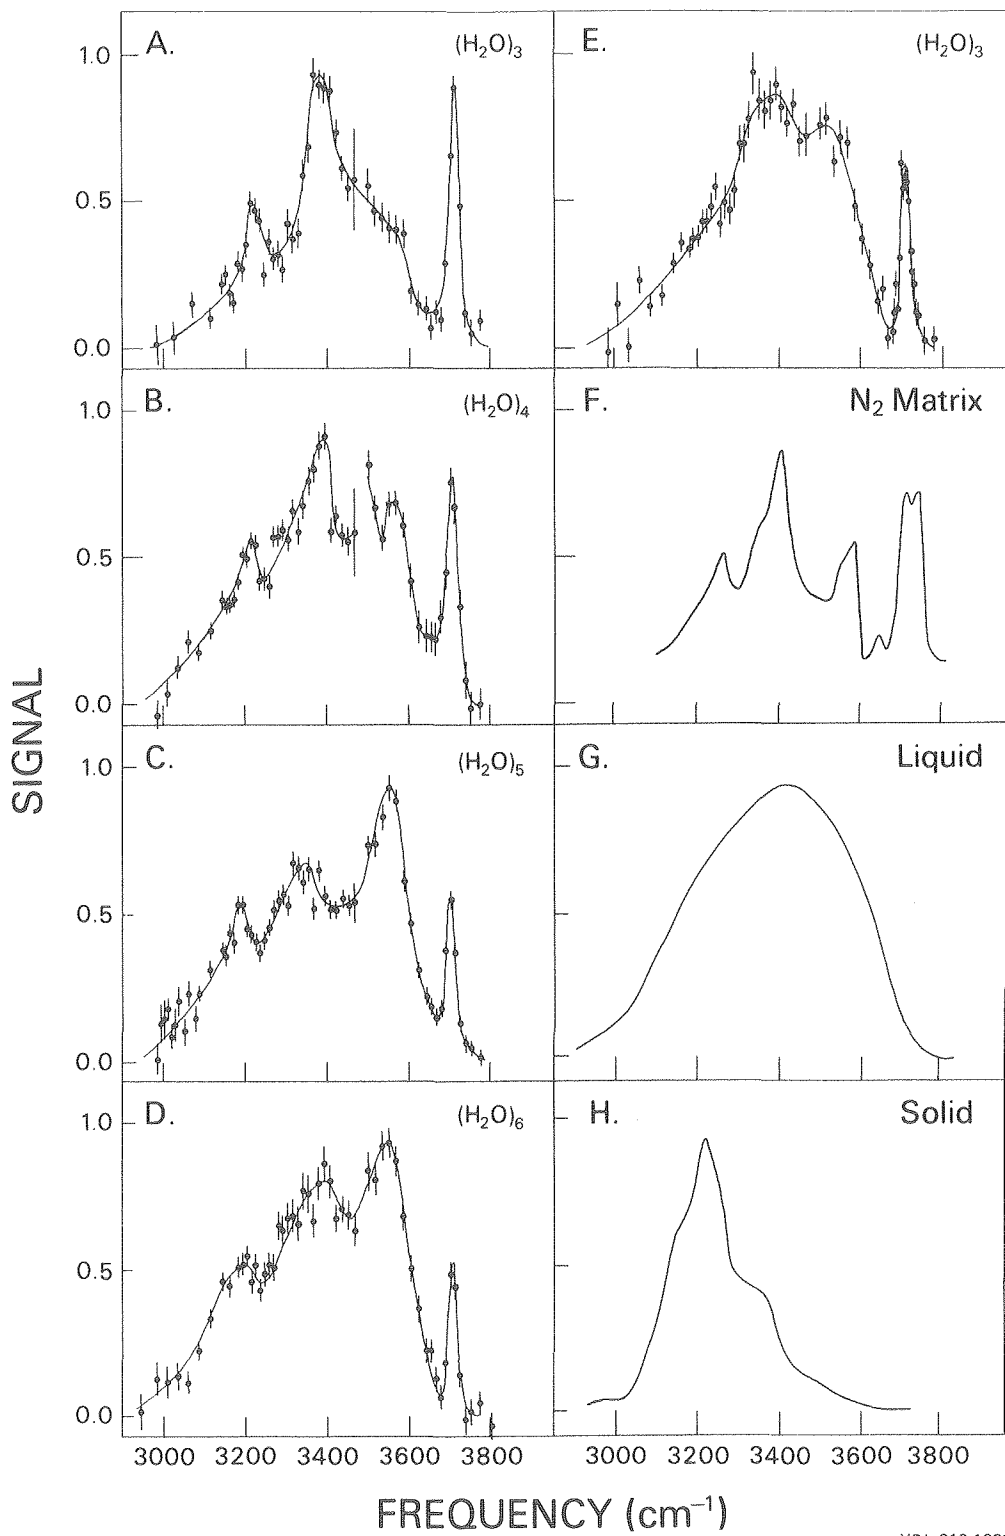 A.
(H₂O)₃
1.0
0.5
0.0
B.
(H₂O)₄
1.0
0.5
0.0
C.
(H₂O)₅
1.0
0.5
0.0
D.
(H₂O)₆
1.0
0.5
0.0
3000 3200 3400 3600 3800
E.
(H₂O)₃
F.
N₂ Matrix
G.
Liquid
H.
Solid
3000 3200 3400 3600 3800
SIGNAL
FREQUENCY (cm⁻¹)